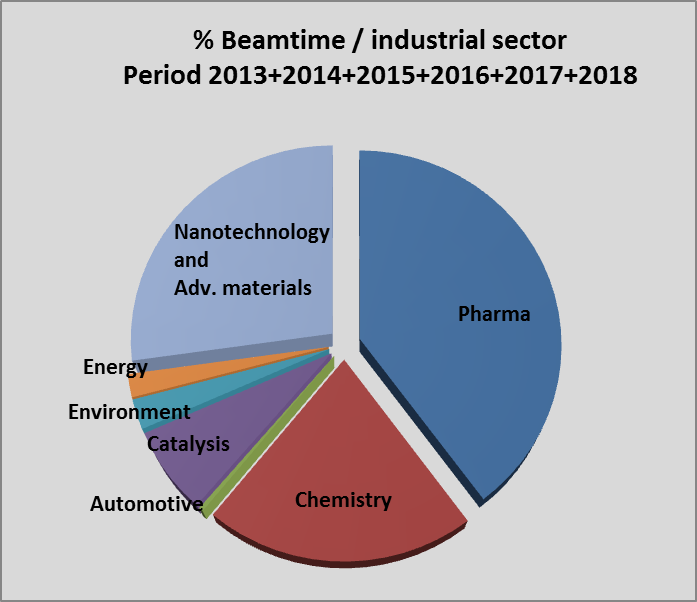 % Beamtime / industrial sector
Period 2013+2014+2015+2016+2017+2018
Nanotechnology
and
Adv. materials
Pharma
Energy
Environment
Catalysis
Automotive
Chemistry